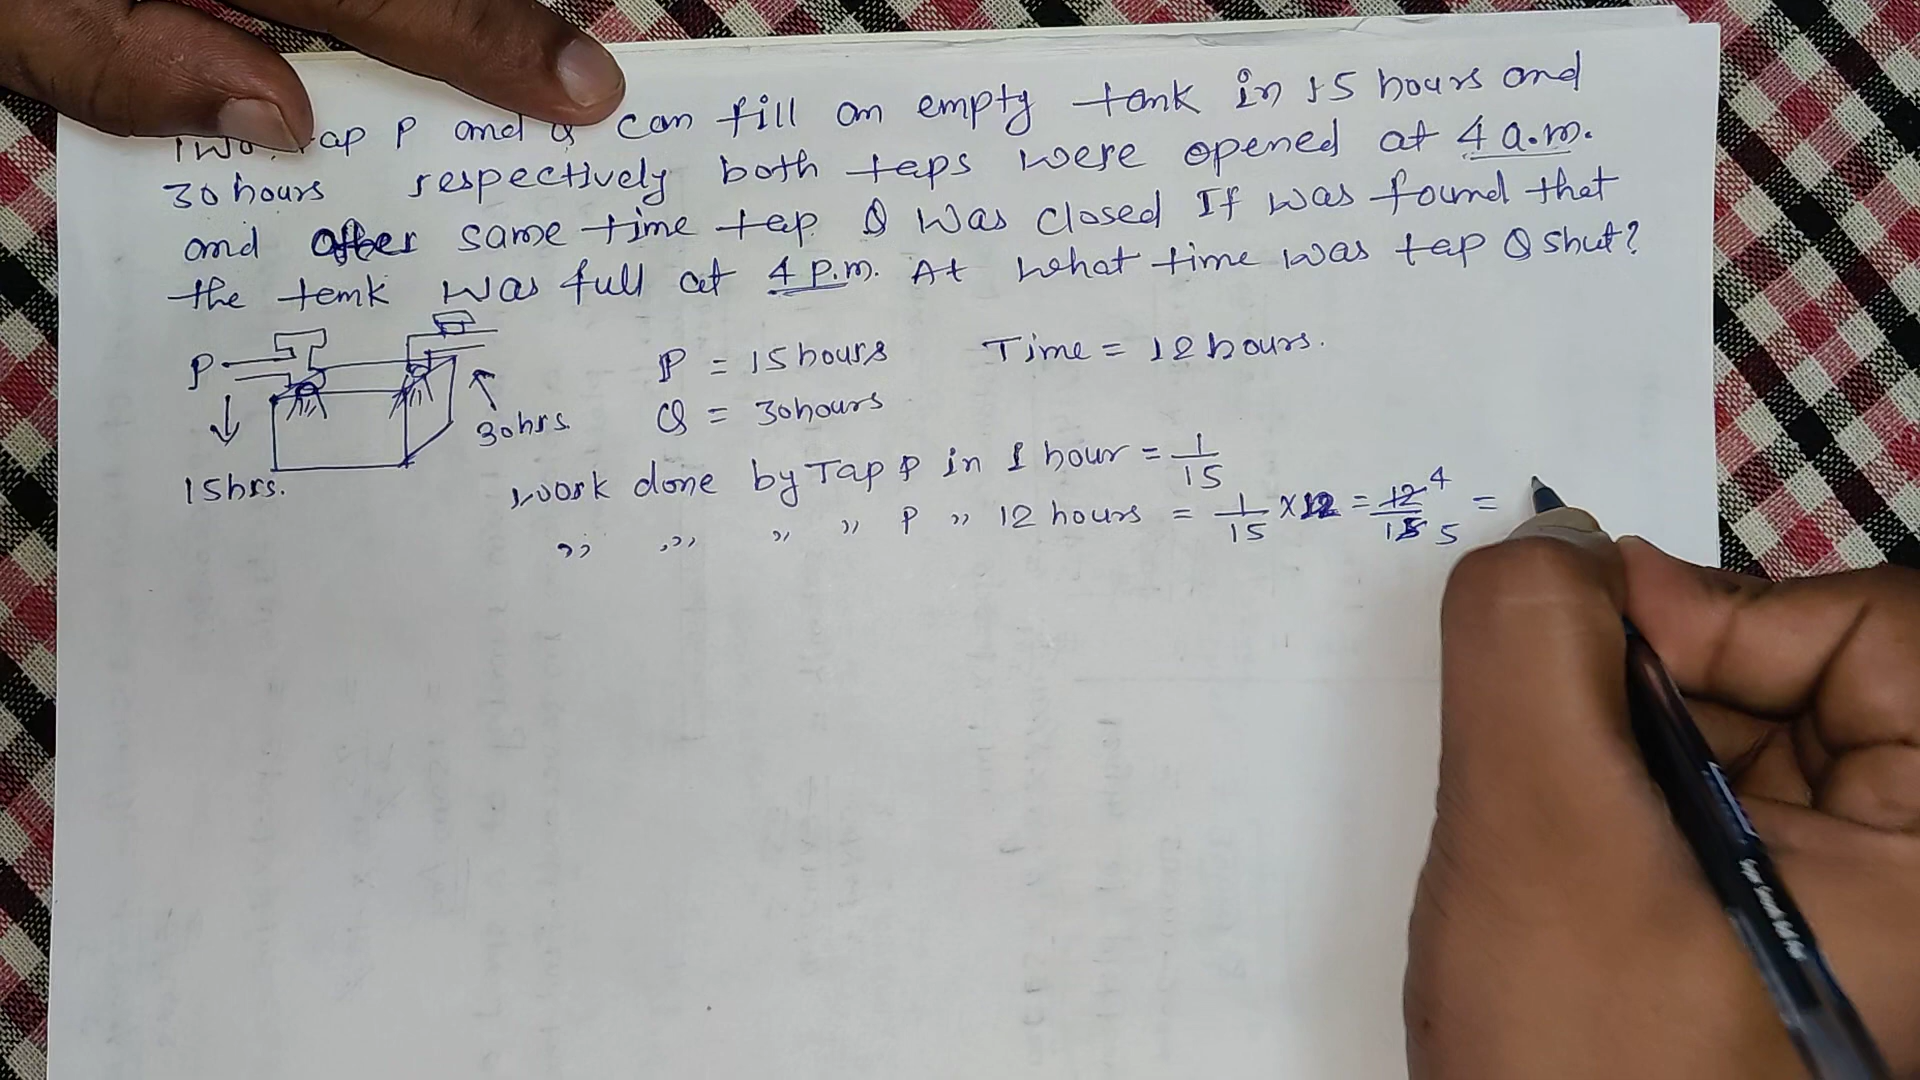 Two Tap P and Q can fill an empty tank in 15 hours and
30 hours respectively both taps were opened at 4 a.m.
and after same time tap Q was closed If was found that
the tank was full at 4 p.m. At what time was tap Q shut?
P
15hrs.
30hrs.
P = 15 hours Time = 12 hours.
Q = 30hours
Work done by Tap P in 1 hour = 1/15
,, ,, ,, ,, P ,, 12 hours = 1/15 × 12 = 12/15 4 5 =